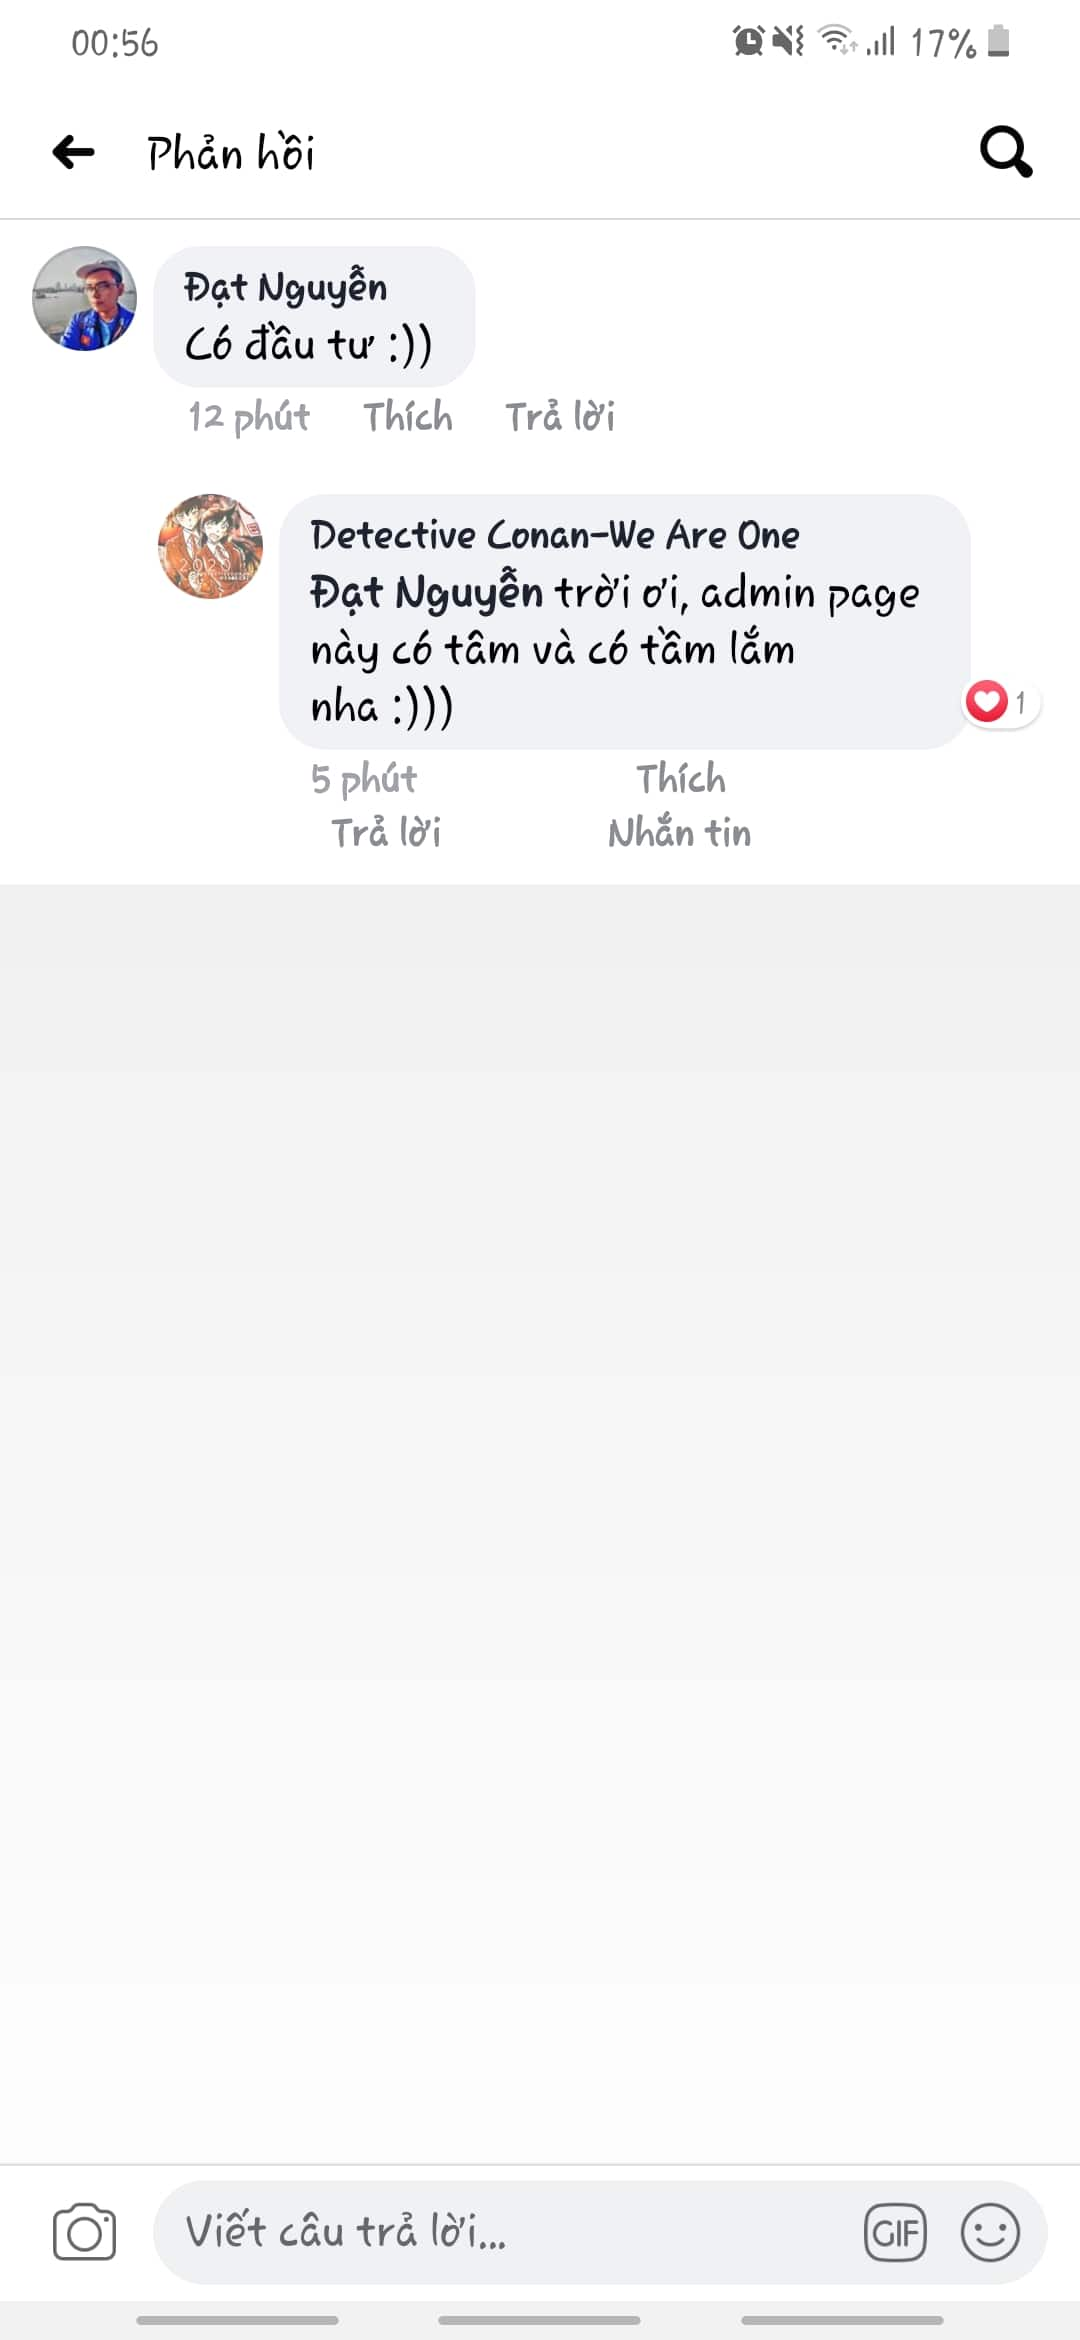 00:56
17%
Phản hồi
Đạt Nguyễn
Có đầu tư :))
12 phút Thích Trả lời
Detective Conan-We Are One
Đạt Nguyễn trời ơi, admin page
này có tâm và có tầm lắm
nha :)))
1
5 phút Thích
Trả lời Nhắn tin
Viết câu trả lời...
GIF